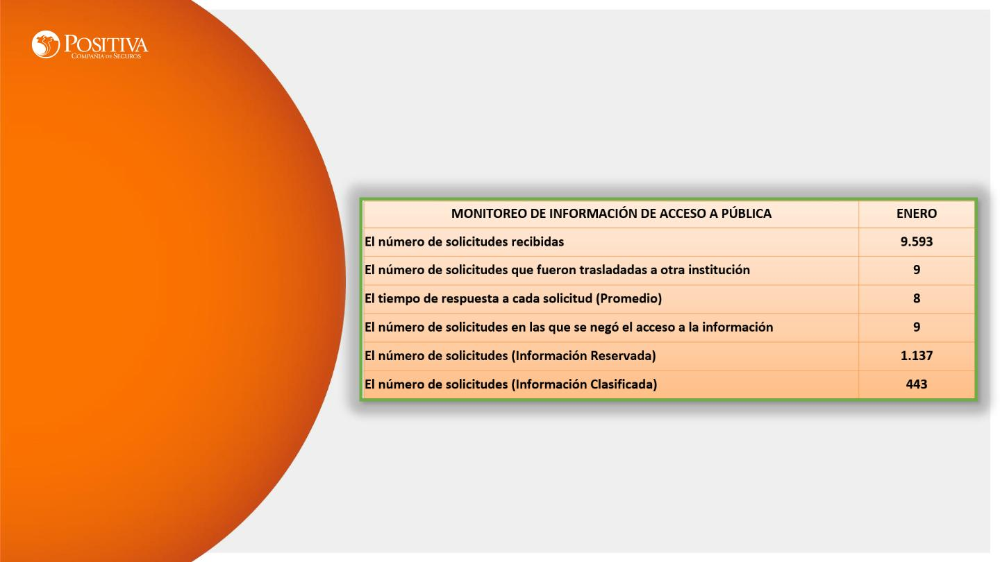 POSITIVA
COMPAÑIA DE SEGUROS
MONITOREO DE INFORMACIÓN DE ACCESO A PÚBLICA ENERO
El número de solicitudes recibidas 9.593
El número de solicitudes que fueron trasladadas a otra institución 9
El tiempo de respuesta a cada solicitud (Promedio) 8
El número de solicitudes en las que se negó el acceso a la información 9
El número de solicitudes (Información Reservada) 1.137
El número de solicitudes (Información Clasificada) 443